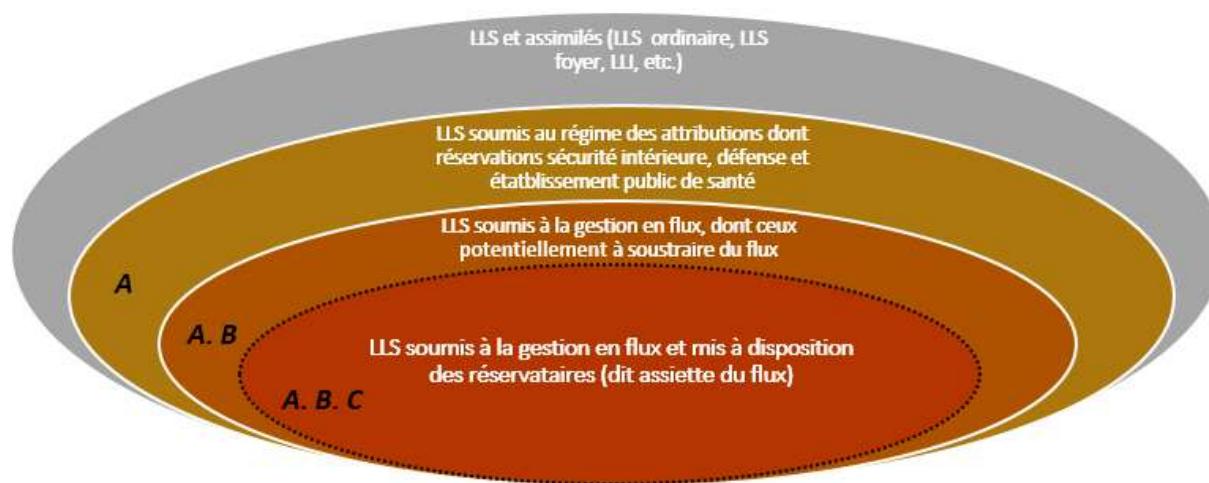 LLS et assimilés (LLS ordinaire, LLS
foyer, LLI, etc.)
LLS soumis au régime des attributions dont
réservations sécurité intérieure, défense et
étatblissement public de santé
LLS soumis à la gestion en flux, dont ceux
potentiellement à soustraire du flux
A
A. B
LLS soumis à la gestion en flux et mis à disposition
des réservataires (dit assiette du flux)
A. B. C